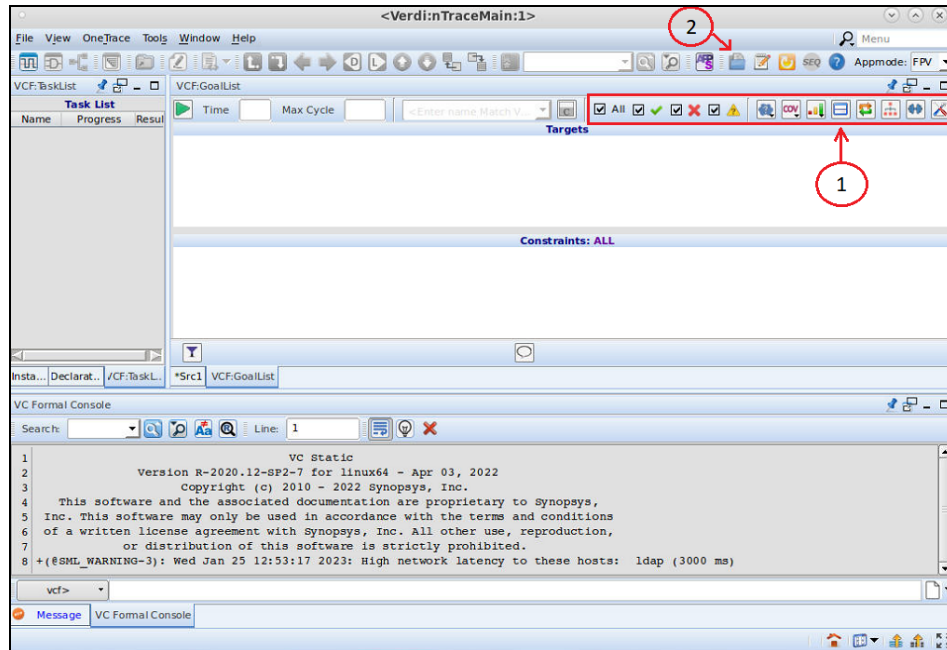 <Verdi:nTraceMain:1>
2
File View OneTrace Tools Window Help
Menu
SEQ
Appmode: FPV
VCF:TaskList
VCF:GoalList
Task List
Name Progress Resul
Time
Max Cycle
<Enter name Match V...
All
COV
Targets
1
Constraints: ALL
Insta... Declarat.. VCF:TaskL..
*Src1 VCF:GoalList
VC Formal Console
Search:
Line: 1
1 VC Static
2 Version R-2020.12-SP2-7 for linux64 - Apr 03, 2022
3 Copyright (c) 2010 - 2022 Synopsys, Inc.
4 This software and the associated documentation are proprietary to Synopsys,
5 Inc. This software may only be used in accordance with the terms and conditions
6 of a written license agreement with Synopsys, Inc. All other use, reproduction,
7 or distribution of this software is strictly prohibited.
8 +(@SML_WARNING-3): Wed Jan 25 12:53:17 2023: High network latency to these hosts: ldap (3000 ms)
vcf>
Message VC Formal Console